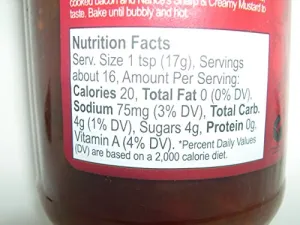 cooked bacon and Nance's Sharp & Creamy Mustard to
taste. Bake until bubbly and hot.
Nutrition Facts
Serv. Size 1 tsp (17g), Servings
about 16, Amount Per Serving:
Calories 20, Total Fat 0 (0% DV).
Sodium 75mg (3% DV), Total Carb.
4g (1% DV), Sugars 4g, Protein 0g,
Vitamin A (4% DV). *Percent Daily Values
(DV) are based on a 2,000 calorie diet.